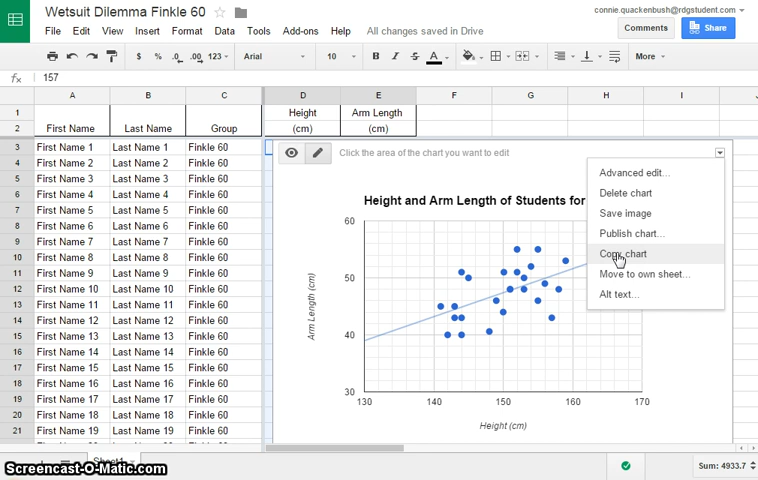 Wetsuit Dilemma Finkle 60
connie.quackenbush@rdgstudent.com
File Edit View Insert Format Data Tools Add-ons Help All changes saved in Drive
Comments
Share
$ % .0 .00 123 Arial 10 B I S A More
fx 157
A B C D E F G H I
1 Height Arm Length
2 First Name Last Name Group (cm) (cm)
3 First Name 1 Last Name 1 Finkle 60
4 First Name 2 Last Name 2 Finkle 60
5 First Name 3 Last Name 3 Finkle 60
6 First Name 4 Last Name 4 Finkle 60
7 First Name 5 Last Name 5 Finkle 60
8 First Name 6 Last Name 6 Finkle 60
9 First Name 7 Last Name 7 Finkle 60
10 First Name 8 Last Name 8 Finkle 60
11 First Name 9 Last Name 9 Finkle 60
12 First Name 10 Last Name 10 Finkle 60
13 First Name 11 Last Name 11 Finkle 60
14 First Name 12 Last Name 12 Finkle 60
15 First Name 13 Last Name 13 Finkle 60
16 First Name 14 Last Name 14 Finkle 60
17 First Name 15 Last Name 15 Finkle 60
18 First Name 16 Last Name 16 Finkle 60
19 First Name 17 Last Name 17 Finkle 60
20 First Name 18 Last Name 18 Finkle 60
21 First Name 19 Last Name 19 Finkle 60
Click the area of the chart you want to edit
Height and Arm Length of Students for
60
50
40
30
Arm Length (cm)
130 140 150 160 170
Height (cm)
Advanced edit...
Delete chart
Save image
Publish chart...
Copy chart
Move to own sheet...
Alt text...
Sheet1
Sum: 4933.7
Screencast-O-Matic.com